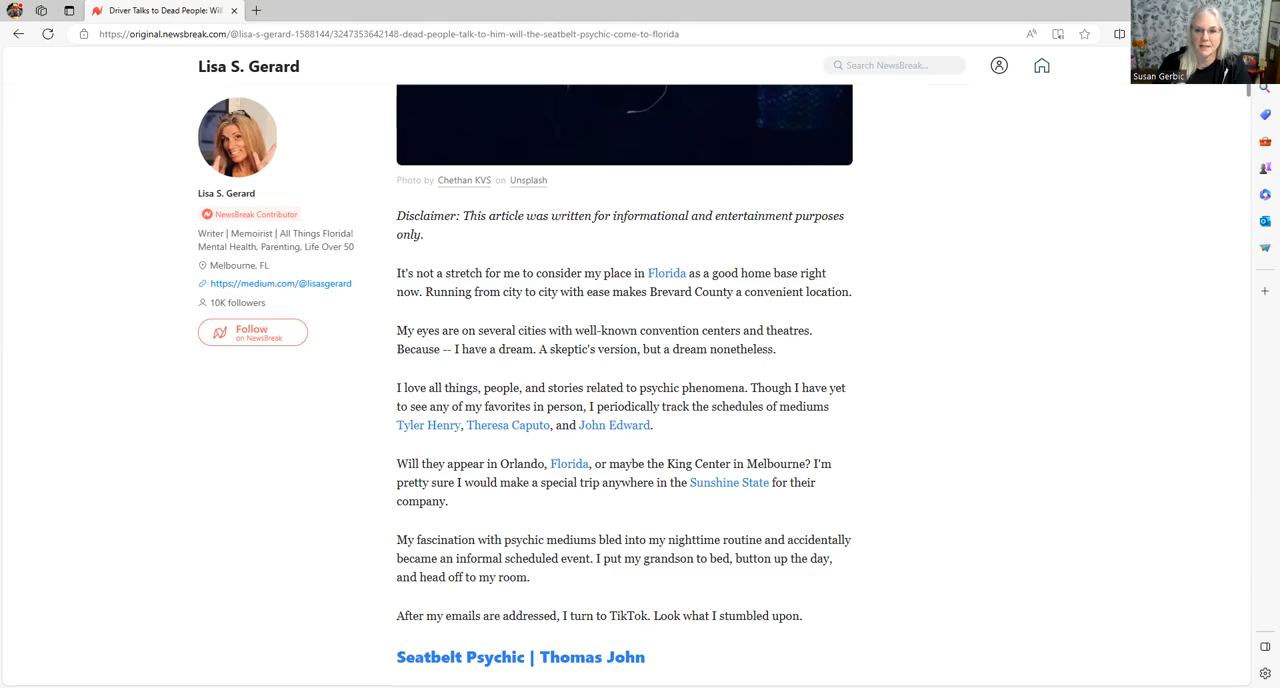 Driver Talks to Dead People: Wil
https://original.newsbreak.com/@lisa-s-gerard-1588144/3247353642148-dead-people-talk-to-him-will-the-seatbelt-psychic-come-to-florida
Susan Gerbic
Lisa S. Gerard
Search NewsBreak...
Lisa S. Gerard
NewsBreak Contributor
Writer | Memoirist | All Things Florida!
Mental Health, Parenting, Life Over 50
Melbourne, FL
https://medium.com/@lisasgerard
10K followers
Follow
on NewsBreak
Photo by Chethan KVS on Unsplash
Disclaimer: This article was written for informational and entertainment purposes
only.
It's not a stretch for me to consider my place in Florida as a good home base right
now. Running from city to city with ease makes Brevard County a convenient location.
My eyes are on several cities with well-known convention centers and theatres.
Because -- I have a dream. A skeptic's version, but a dream nonetheless.
I love all things, people, and stories related to psychic phenomena. Though I have yet
to see any of my favorites in person, I periodically track the schedules of mediums
Tyler Henry, Theresa Caputo, and John Edward.
Will they appear in Orlando, Florida, or maybe the King Center in Melbourne? I'm
pretty sure I would make a special trip anywhere in the Sunshine State for their
company.
My fascination with psychic mediums bled into my nighttime routine and accidentally
became an informal scheduled event. I put my grandson to bed, button up the day,
and head off to my room.
After my emails are addressed, I turn to TikTok. Look what I stumbled upon.
Seatbelt Psychic | Thomas John